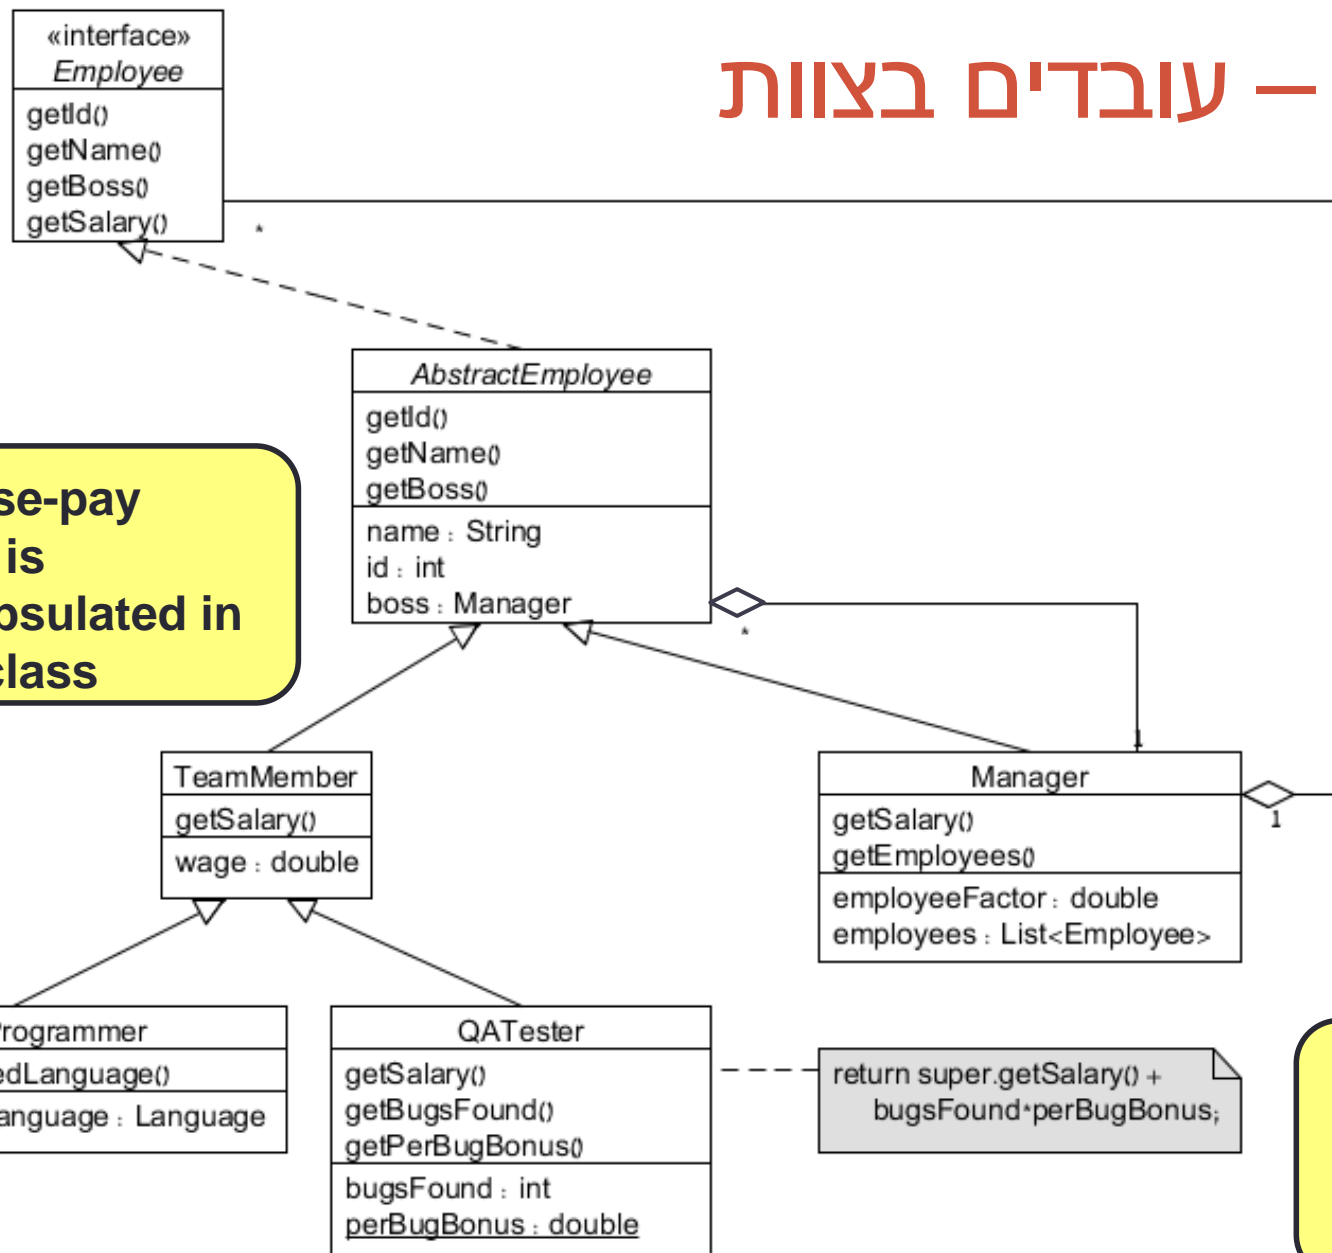 – עובדים בצוות
«interface»
Employee
getId()
getName()
getBoss()
getSalary()
*
AbstractEmployee
getId()
getName()
getBoss()
name : String
id : int
boss : Manager
*
se-pay
is
psulated in
class
1
TeamMember
getSalary()
wage : double
Manager
getSalary()
getEmployees()
employeeFactor : double
employees : List<Employee>
1
Programmer
edLanguage()
anguage : Language
QATester
getSalary()
getBugsFound()
getPerBugBonus()
bugsFound : int
perBugBonus : double
return super.getSalary() +
bugsFound*perBugBonus;